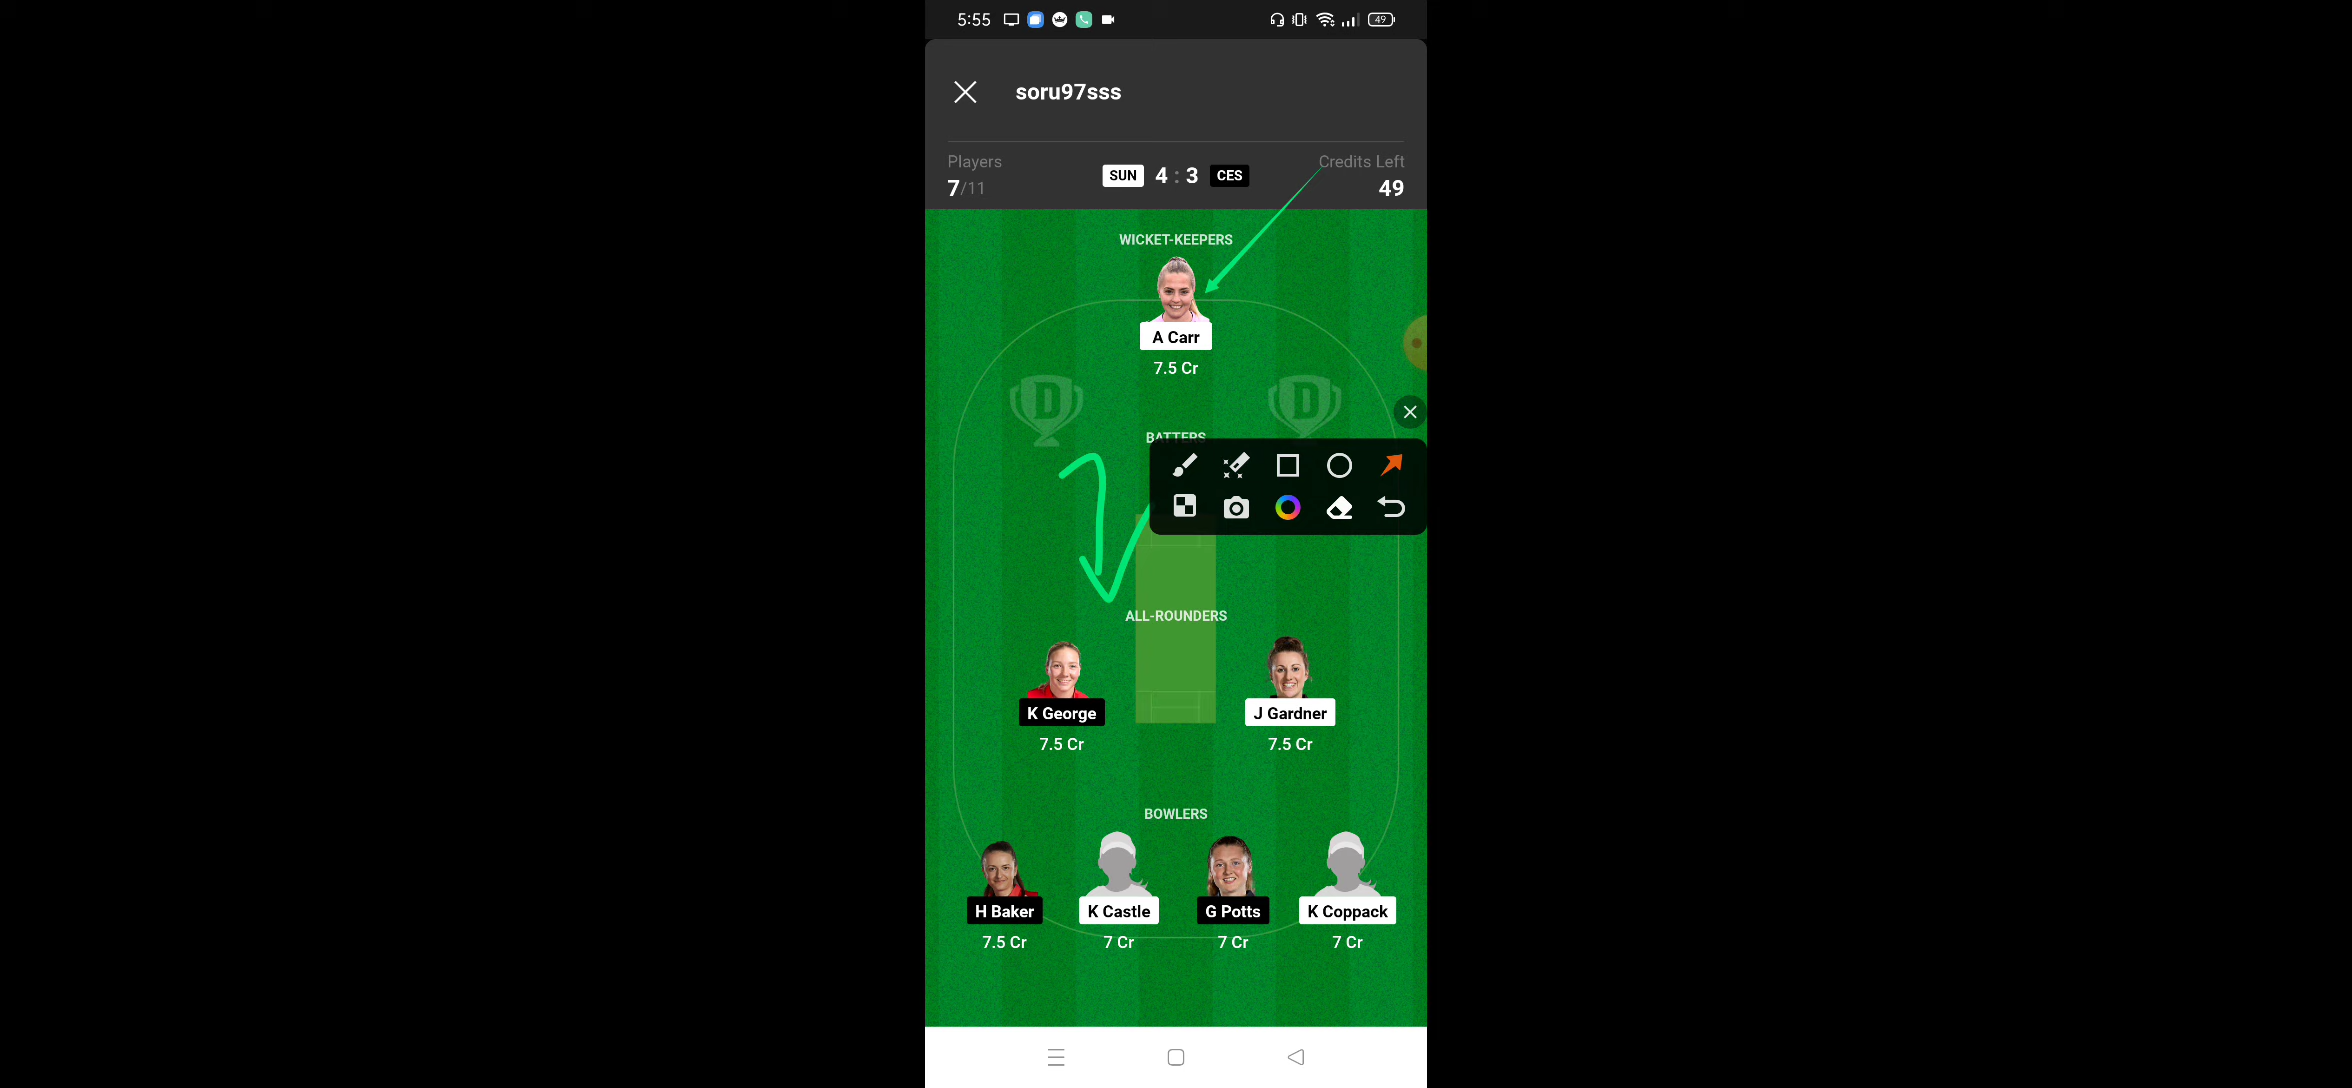 5:55 49
soru97sss
Players Credits Left
7/11 SUN 4 : 3 CES 49
WICKET-KEEPERS
A Carr
7.5 Cr
D D
BATTERS
ALL-ROUNDERS
K George J Gardner
7.5 Cr 7.5 Cr
BOWLERS
H Baker K Castle G Potts K Coppack
7.5 Cr 7 Cr 7 Cr 7 Cr